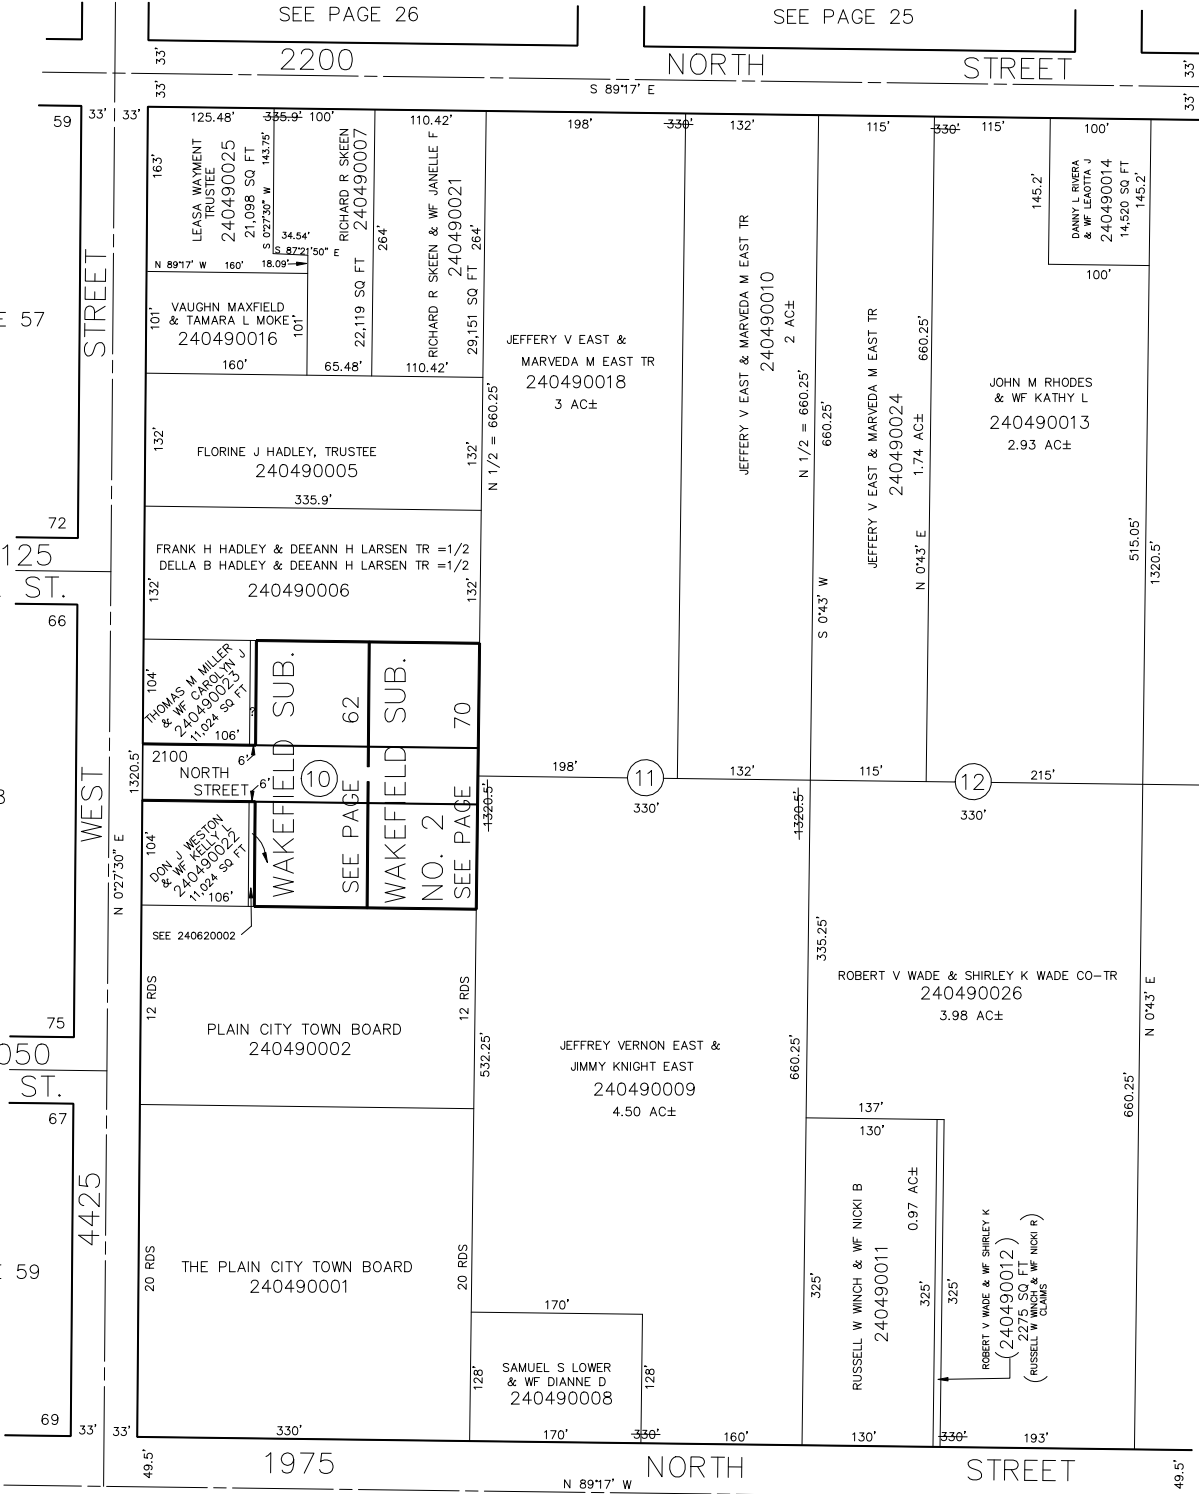 SEE PAGE 26
SEE PAGE 25
33'
33'
2200 NORTH STREET
S 89°17' E
33'
33'
59
33'
33'
125.48'
335.9'
100'
110.42'
198'
330'
132'
115'
330'
115'
100'
163'
LEASA WAYMENT
TRUSTEE
240490025
21,098 SQ FT
143.75'
S 0°27'30" W
34.54'
S 87°21'50" E
18.09'
N 89°17' W
160'
RICHARD R SKEEN
240490007
22,119 SQ FT
264'
RICHARD R SKEEN & WF JANELLE F
240490021
29,151 SQ FT
264'
101'
VAUGHN MAXFIELD
& TAMARA L MOKE
240490016
101'
160'
65.48'
110.42'
JEFFERY V EAST &
MARVEDA M EAST TR
240490018
3 AC±
N 1/2 = 660.25'
JEFFERY V EAST & MARVEDA M EAST TR
240490010
2 AC±
N 1/2 = 660.25'
660.25'
S 0°43' W
JEFFERY V EAST & MARVEDA M EAST TR
240490024
1.74 AC±
660.25'
N 0°43' E
145.2'
DANNY L RIVERA
& WF LEAOTTA J
240490014
14,520 SQ FT
145.2'
100'
JOHN M RHODES
& WF KATHY L
240490013
2.93 AC±
515.05'
1320.5'
E 57
STREET
132'
FLORINE J HADLEY, TRUSTEE
240490005
132'
335.9'
72
125
ST.
66
FRANK H HADLEY & DEEANN H LARSEN TR =1/2
DELLA B HADLEY & DEEANN H LARSEN TR =1/2
240490006
132'
132'
104'
THOMAS M MILLER
& WF CAROLYN J
240490023
11,024 SQ FT
106'
?
WAKEFIELD SUB.
SEE PAGE 62
WAKEFIELD SUB.
NO. 2
SEE PAGE 70
1320.5'
2100
NORTH
STREET
6'
6'
10
198'
11
330'
132'
115'
12
330'
215'
1320.5'
1320.5'
8
WEST
N 0°27'30" E
104'
DON J WESTON
& WF KELLY L
240490022
11,024 SQ FT
106'
SEE 240620002
12 RDS
PLAIN CITY TOWN BOARD
240490002
12 RDS
532.25'
JEFFREY VERNON EAST &
JIMMY KNIGHT EAST
240490009
4.50 AC±
335.25'
660.25'
ROBERT V WADE & SHIRLEY K WADE CO-TR
240490026
3.98 AC±
N 0°43' E
660.25'
75
050
ST.
67
4425
E 59
69
33'
33'
20 RDS
THE PLAIN CITY TOWN BOARD
240490001
20 RDS
170'
SAMUEL S LOWER
& WF DIANNE D
240490008
128'
128'
137'
130'
RUSSELL W WINCH & WF NICKI B
240490011
0.97 AC±
325'
325'
325'
ROBERT V WADE & WF SHIRLEY K
(240490012)
2275 SQ FT
(RUSSELL W WINCH & WF NICKI R)
CLAIMS
330'
170'
330'
160'
130'
330'
193'
49.5'
1975 NORTH STREET
N 89°17' W
49.5'